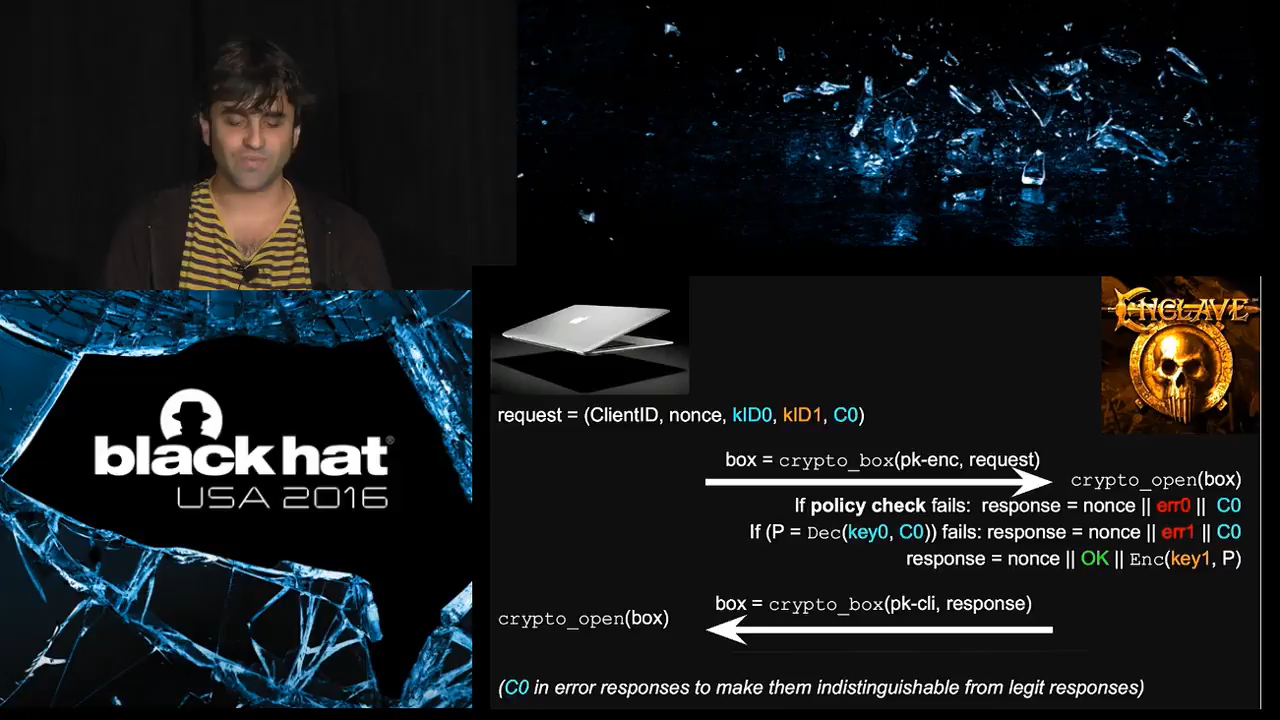 ENCLAVE
request = (ClientID, nonce, kID0, kID1, C0)
box = crypto_box(pk-enc, request)
crypto_open(box)
If policy check fails: response = nonce || err0 || C0
If (P = Dec(key0, C0)) fails: response = nonce || err1 || C0
response = nonce || OK || Enc(key1, P)
box = crypto_box(pk-cli, response)
crypto_open(box)
(C0 in error responses to make them indistinguishable from legit responses)
black hat®
USA 2016